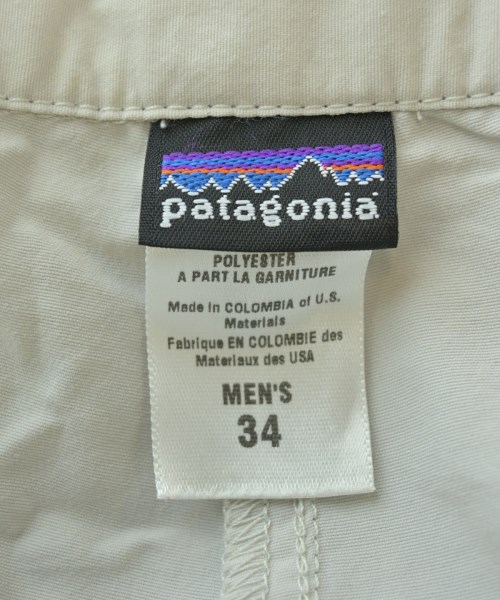 patagonia
POLYESTER
A PART LA GARNITURE
Made in COLOMBIA of U.S.
Materials
Fabrique EN COLOMBIE des
Materiaux des USA
MEN'S
34